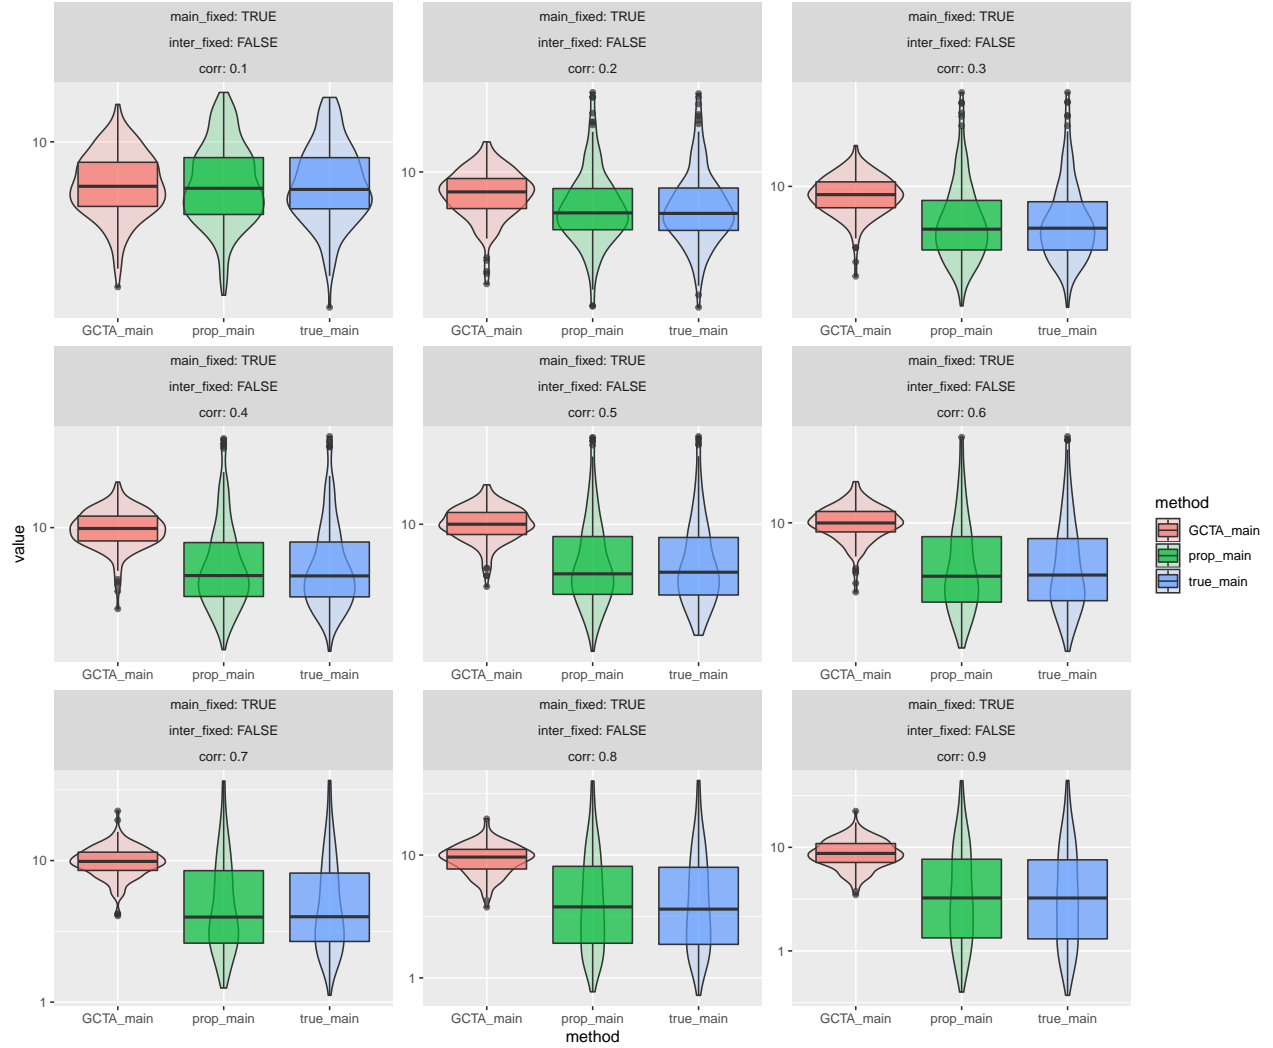 main_fixed: TRUE
inter_fixed: FALSE
corr: 0.1
main_fixed: TRUE
inter_fixed: FALSE
corr: 0.2
main_fixed: TRUE
inter_fixed: FALSE
corr: 0.3
10
10
10
GCTA_main prop_main true_main
GCTA_main prop_main true_main
GCTA_main prop_main true_main
main_fixed: TRUE
inter_fixed: FALSE
corr: 0.4
main_fixed: TRUE
inter_fixed: FALSE
corr: 0.5
main_fixed: TRUE
inter_fixed: FALSE
corr: 0.6
10
10
10
GCTA_main prop_main true_main
GCTA_main prop_main true_main
GCTA_main prop_main true_main
main_fixed: TRUE
inter_fixed: FALSE
corr: 0.7
main_fixed: TRUE
inter_fixed: FALSE
corr: 0.8
main_fixed: TRUE
inter_fixed: FALSE
corr: 0.9
10
1
10
1
10
1
GCTA_main prop_main true_main
GCTA_main prop_main true_main
GCTA_main prop_main true_main
value
method
method
GCTA_main
prop_main
true_main